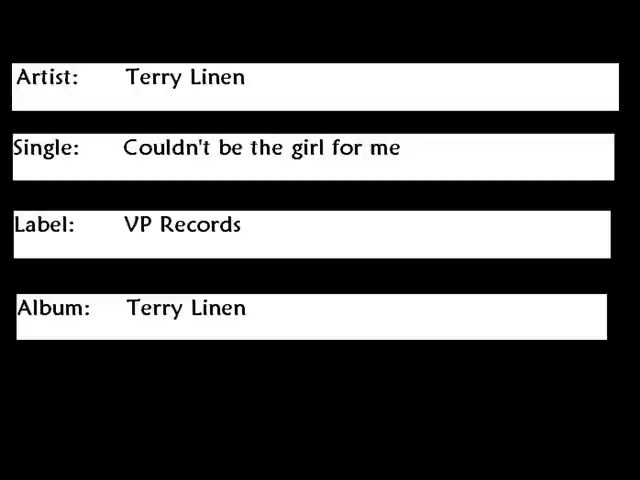 Artist: Terry Linen
Single: Couldn't be the girl for me
Label: VP Records
Album: Terry Linen